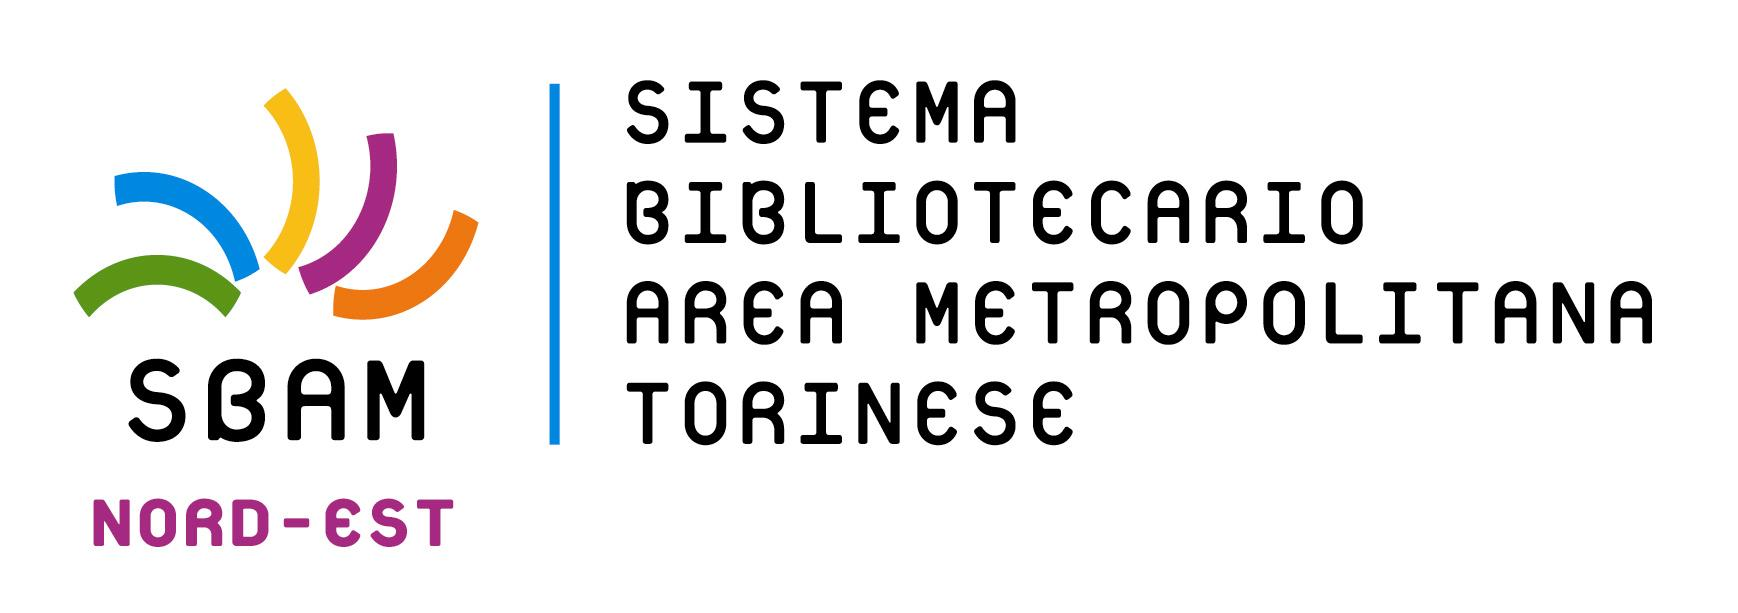 SBAM
NORD-EST
SISTEMA
BIBLIOTECARIO
AREA METROPOLITANA
TORINESE